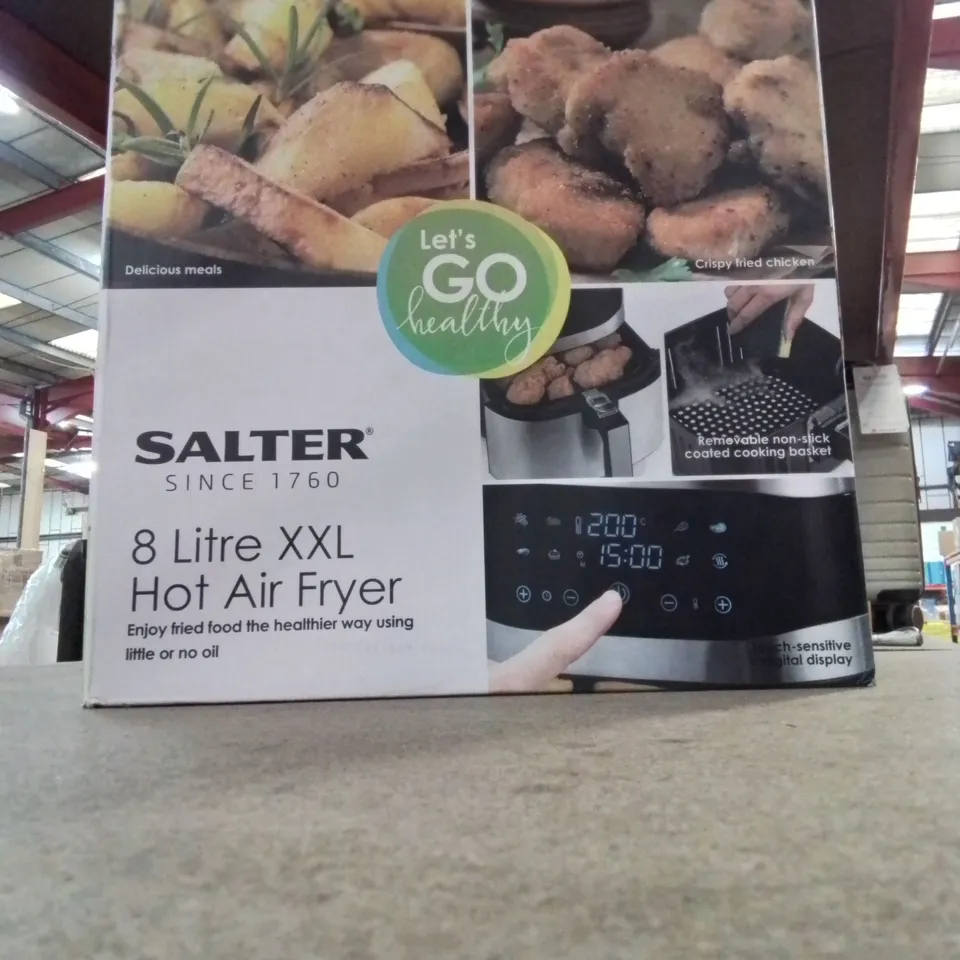 Delicious meals
Crispy fried chicken
Let's
GO
healthy
Removable non-stick
coated cooking basket
SALTER®
SINCE 1760
8 Litre XXL
Hot Air Fryer
Enjoy fried food the healthier way using
little or no oil
200°C
15:00
display